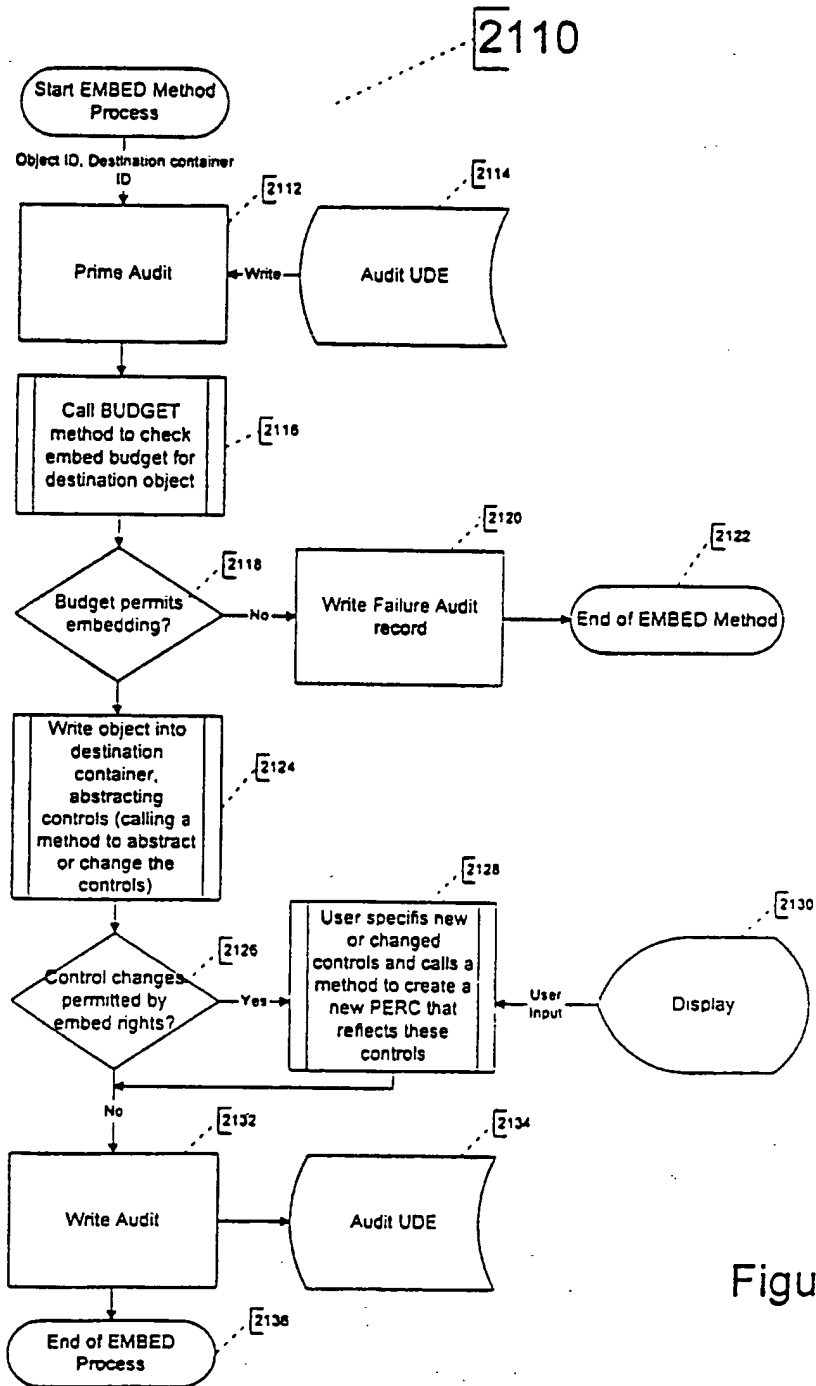 2110
Start EMBED Method
Process
Object ID, Destination container
ID
2112
2114
Prime Audit
Write
Audit UDE
Call BUDGET
method to check
embed budget for
destination object
2116
2118
Budget permits
embedding?
No
2120
Write Failure Audit
record
2122
End of EMBED Method
Write object into
destination
container,
abstracting
controls (calling a
method to abstract
or change the
controls)
2124
2126
Control changes
permitted by
embed rights?
Yes
2128
User specifis new
or changed
controls and calls a
method to create a
new PERC that
reflects these
controls
User
Input
2130
Display
No
2132
2134
Write Audit
Audit UDE
2136
End of EMBED
Process
Figu